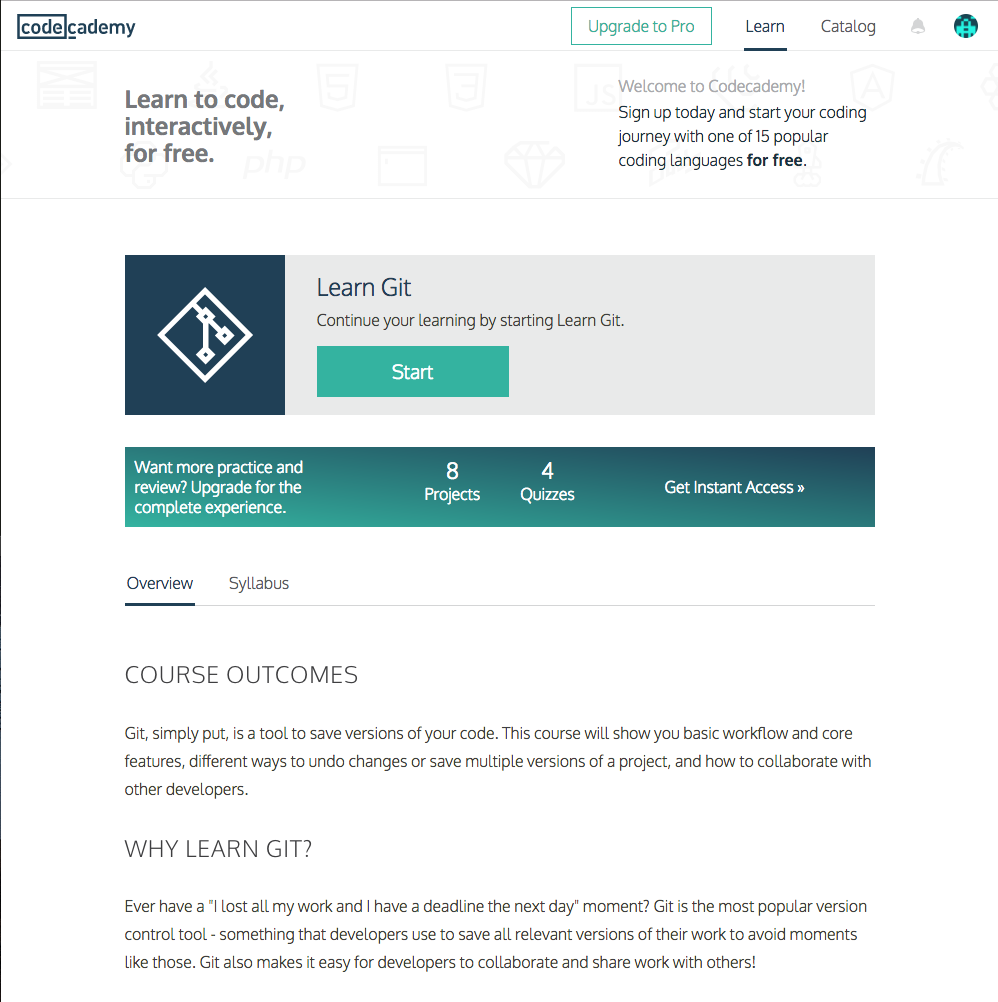 codecademy
Upgrade to Pro
Learn
Catalog
Learn to code,
interactively,
for free.
php
JS
Welcome to Codecademy!
Sign up today and start your coding
journey with one of 15 popular
coding languages for free.
Learn Git
Continue your learning by starting Learn Git.
Start
Want more practice and
review? Upgrade for the
complete experience.
8
Projects
4
Quizzes
Get Instant Access »
Overview
Syllabus
COURSE OUTCOMES
Git, simply put, is a tool to save versions of your code. This course will show you basic workflow and core
features, different ways to undo changes or save multiple versions of a project, and how to collaborate with
other developers.
WHY LEARN GIT?
Ever have a "I lost all my work and I have a deadline the next day" moment? Git is the most popular version
control tool - something that developers use to save all relevant versions of their work to avoid moments
like those. Git also makes it easy for developers to collaborate and share work with others!